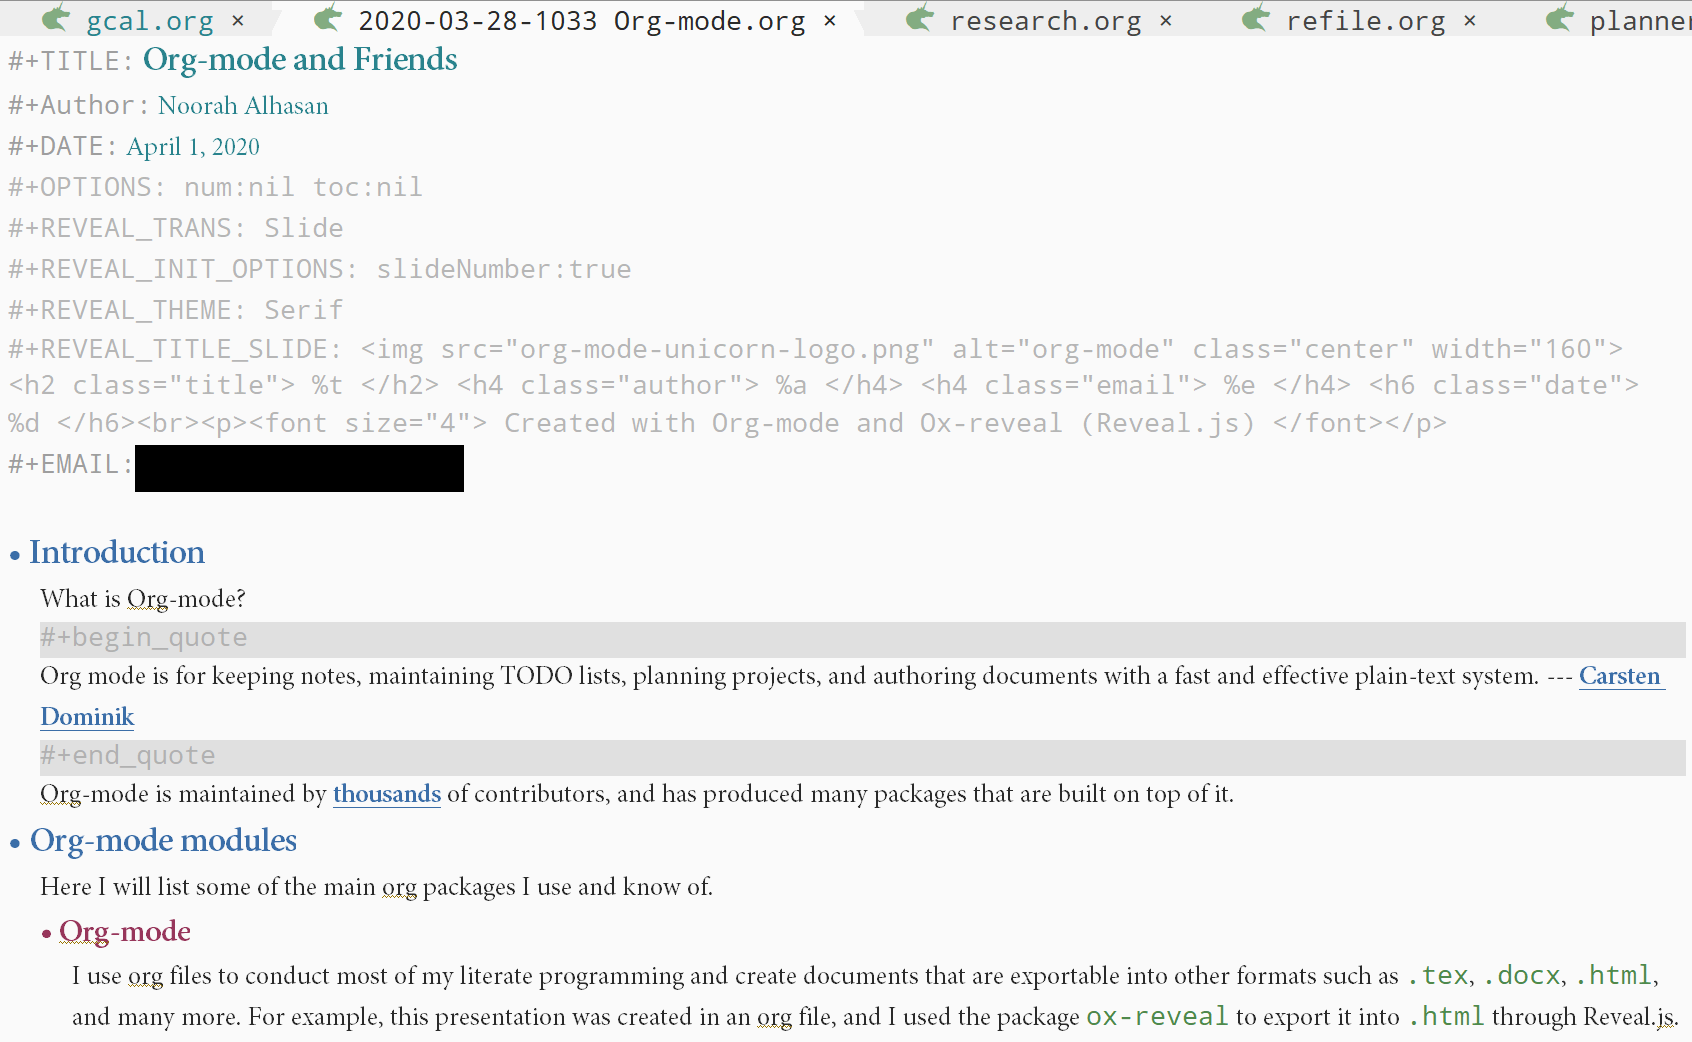 gcal.org × 2020-03-28-1033 Org-mode.org × research.org × refile.org × planner
#+TITLE: Org-mode and Friends
#+Author: Noorah Alhasan
#+DATE: April 1, 2020
#+OPTIONS: num:nil toc:nil
#+REVEAL_TRANS: Slide
#+REVEAL_INIT_OPTIONS: slideNumber:true
#+REVEAL_THEME: Serif
#+REVEAL_TITLE_SLIDE: <img src="org-mode-unicorn-logo.png" alt="org-mode" class="center" width="160">
<h2 class="title"> %t </h2> <h4 class="author"> %a </h4> <h4 class="email"> %e </h4> <h6 class="date">
%d </h6><br><p><font size="4"> Created with Org-mode and Ox-reveal (Reveal.js) </font></p>
#+EMAIL:
• Introduction
What is Org-mode?
#+begin_quote
Org mode is for keeping notes, maintaining TODO lists, planning projects, and authoring documents with a fast and effective plain-text system. --- Carsten
Dominik
#+end_quote
Org-mode is maintained by thousands of contributors, and has produced many packages that are built on top of it.
• Org-mode modules
Here I will list some of the main org packages I use and know of.
• Org-mode
I use org files to conduct most of my literate programming and create documents that are exportable into other formats such as .tex, .docx, .html,
and many more. For example, this presentation was created in an org file, and I used the package ox-reveal to export it into .html through Reveal.js.